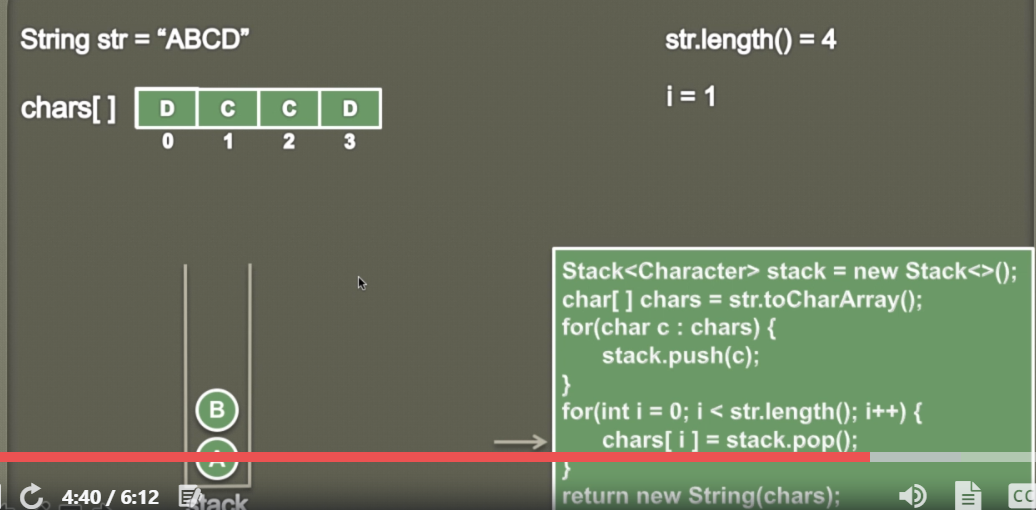 String str = “ABCD”
str.length() = 4
chars[ ] D C C D
i = 1
0 1 2 3
Stack<Character> stack = new Stack<>();
char[ ] chars = str.toCharArray();
for(char c : chars) {
stack.push(c);
}
for(int i = 0; i < str.length(); i++) {
chars[ i ] = stack.pop();
}
return new String(chars);
B
A
stack
4:40 / 6:12
CC